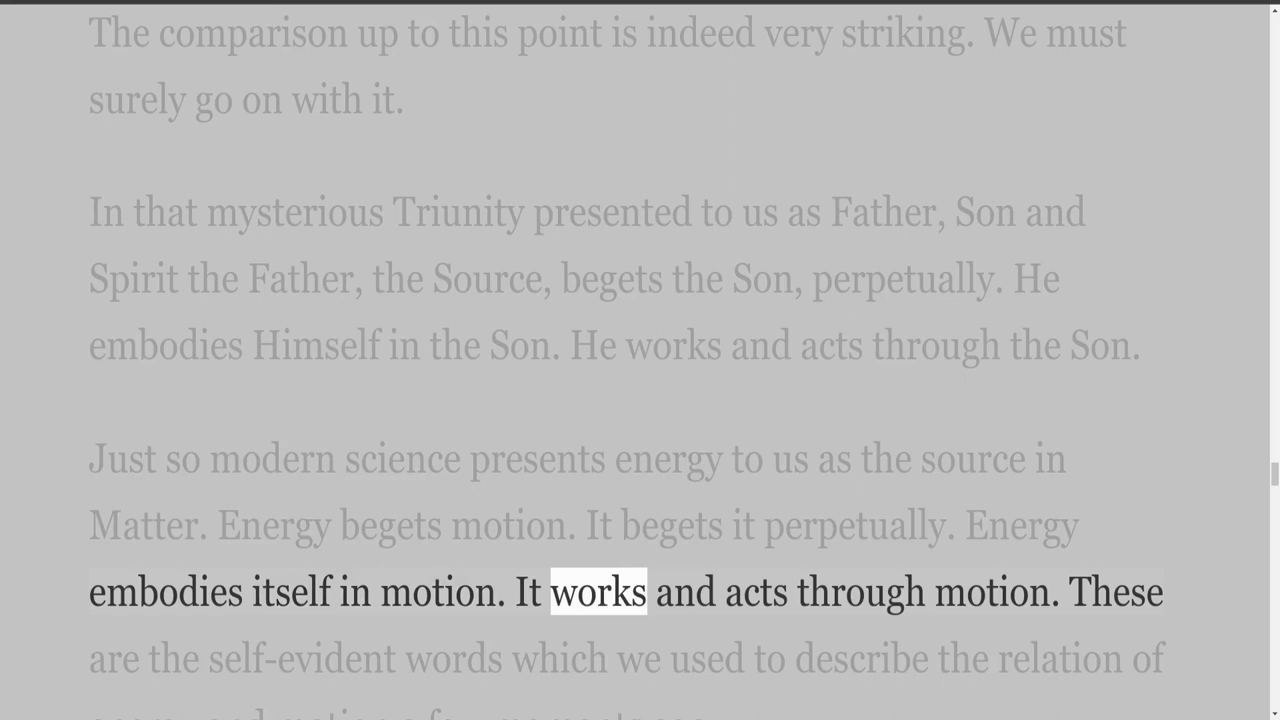 The comparison up to this point is indeed very striking. We must
surely go on with it.
In that mysterious Triunity presented to us as Father, Son and
Spirit the Father, the Source, begets the Son, perpetually. He
embodies Himself in the Son. He works and acts through the Son.
Just so modern science presents energy to us as the source in
Matter. Energy begets motion. It begets it perpetually. Energy
embodies itself in motion. It works and acts through motion. These
are the self-evident words which we used to describe the relation of